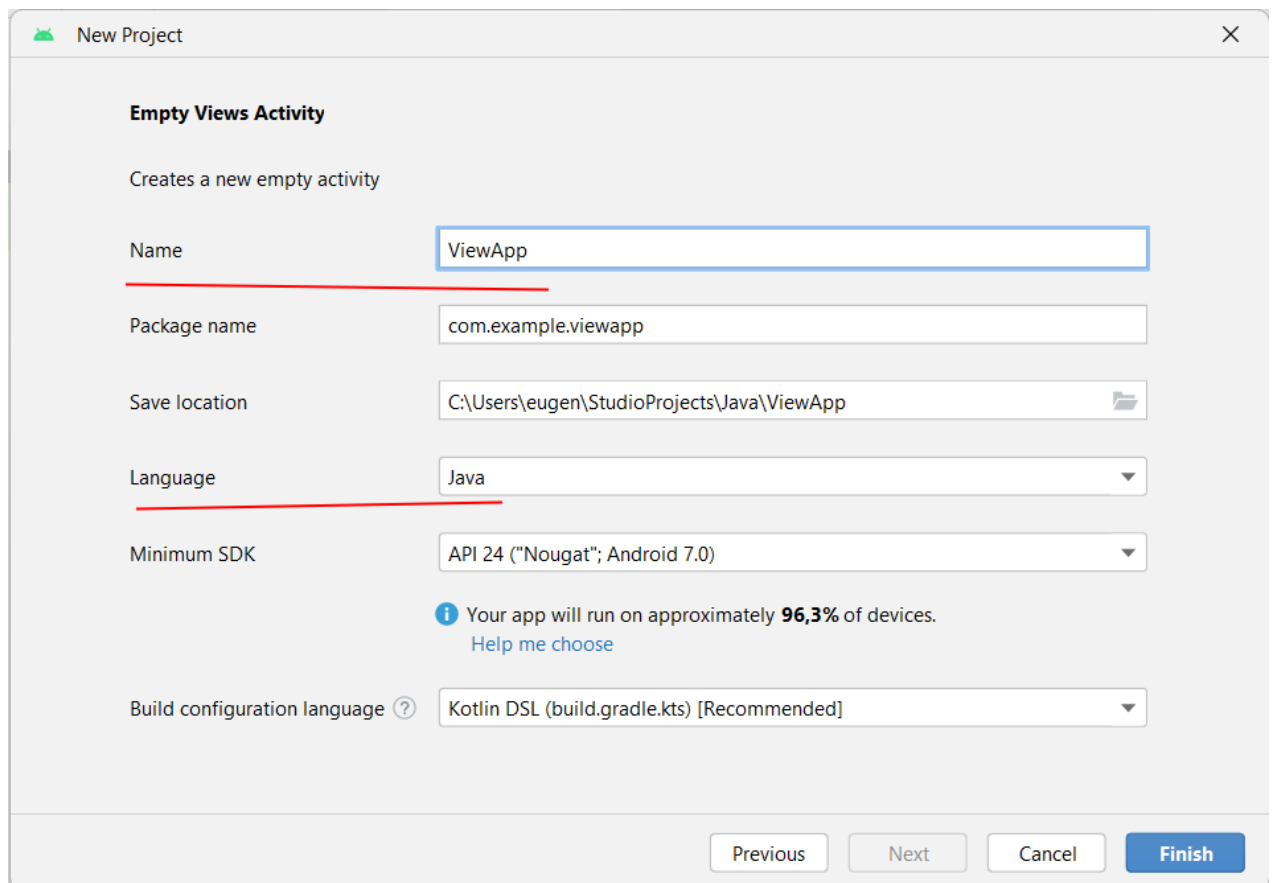 New Project
Empty Views Activity
Creates a new empty activity
Name ViewApp
Package name com.example.viewapp
Save location C:\Users\eugen\StudioProjects\Java\ViewApp
Language Java
Minimum SDK API 24 ("Nougat"; Android 7.0)
Your app will run on approximately 96,3% of devices.
Help me choose
Build configuration language ? Kotlin DSL (build.gradle.kts) [Recommended]
Previous Next Cancel Finish